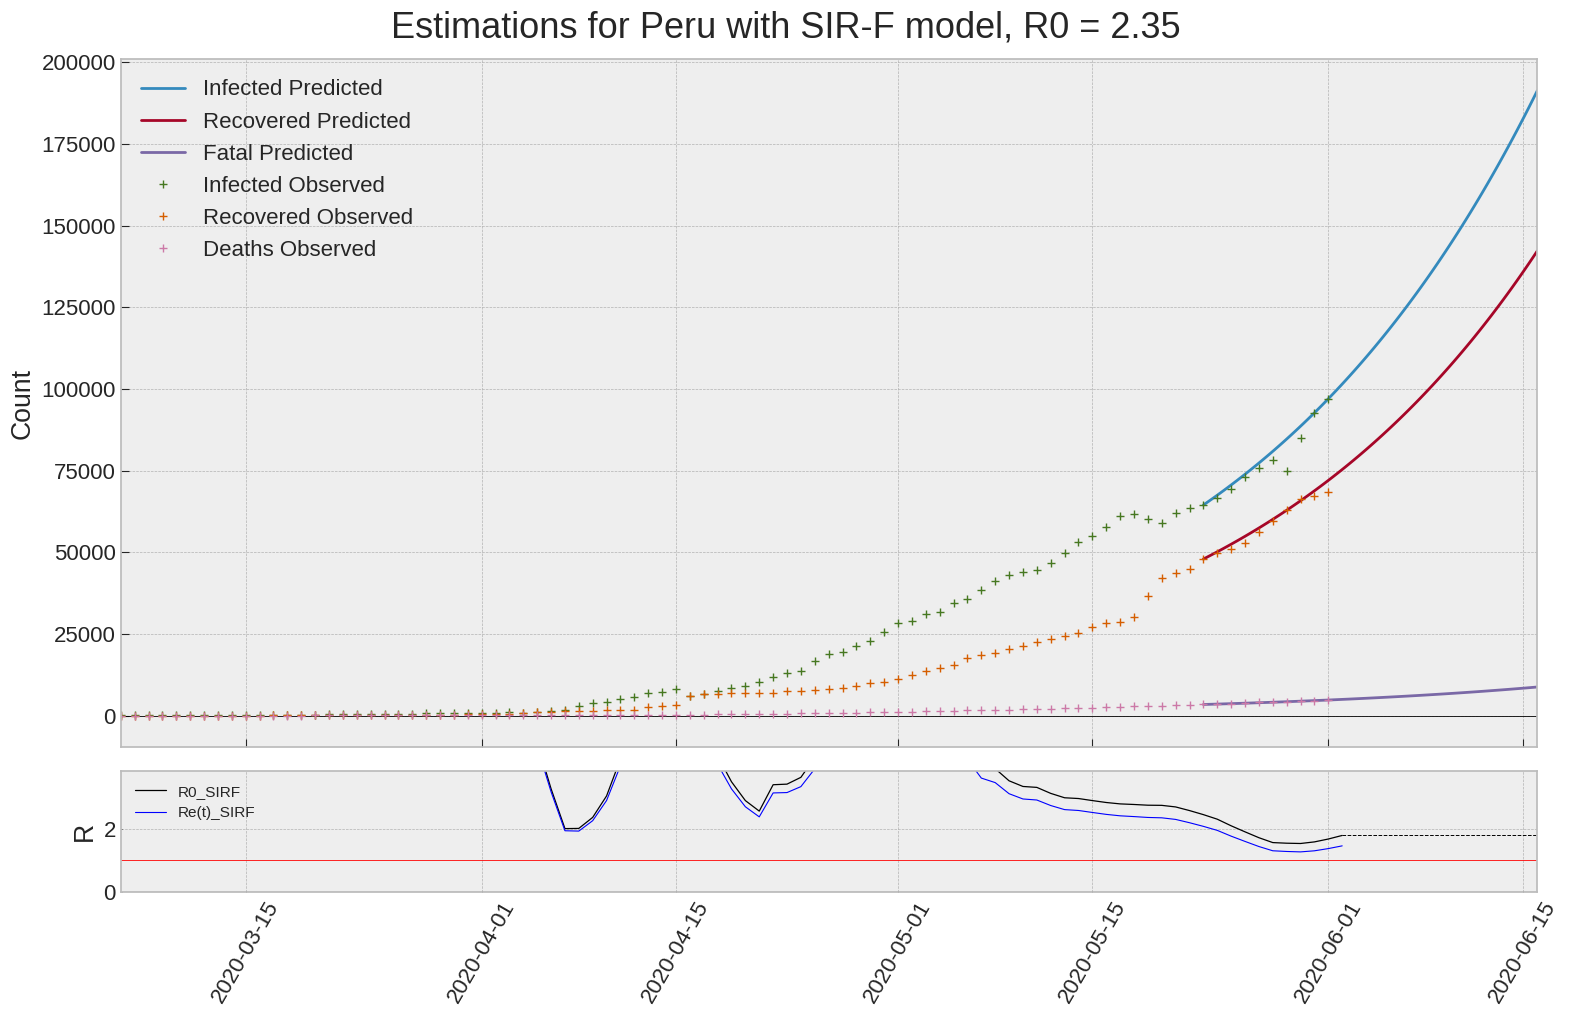 Estimations for Peru with SIR-F model, R0 = 2.35
200000
175000
150000
125000
100000
75000
50000
25000
0
Count
Infected Predicted
Recovered Predicted
Fatal Predicted
Infected Observed
Recovered Observed
Deaths Observed
R0_SIRF
Re(t)_SIRF
R
2
0
2020-03-15
2020-04-01
2020-04-15
2020-05-01
2020-05-15
2020-06-01
2020-06-15